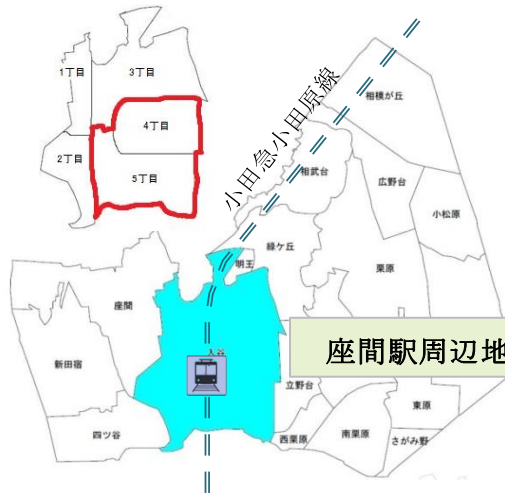 1丁目
3丁目
4丁目
2丁目
5丁目
小田急小田原線
相模が丘
相武台
広野台
小松原
緑ケ丘
明王
栗原
座間
入谷
座間駅周辺地
新田宿
立野台
四ツ谷
西栗原
南栗原
東原
さがみ野